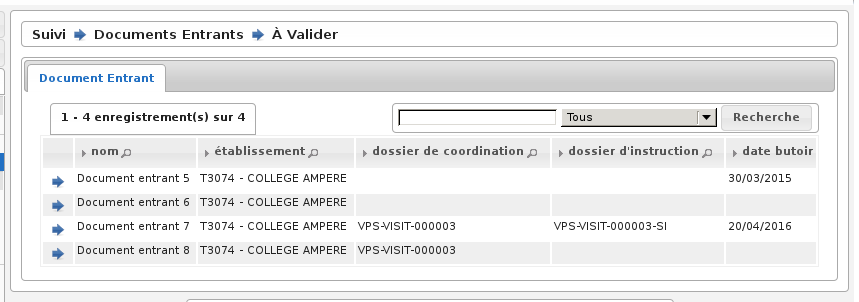 Suivi Documents Entrants À Valider
Document Entrant
1 - 4 enregistrement(s) sur 4 Tous Recherche
nom établissement dossier de coordination dossier d'instruction date butoir
Document entrant 5 T3074 - COLLEGE AMPERE 30/03/2015
Document entrant 6 T3074 - COLLEGE AMPERE
Document entrant 7 T3074 - COLLEGE AMPERE VPS-VISIT-000003 VPS-VISIT-000003-SI 20/04/2016
Document entrant 8 T3074 - COLLEGE AMPERE VPS-VISIT-000003